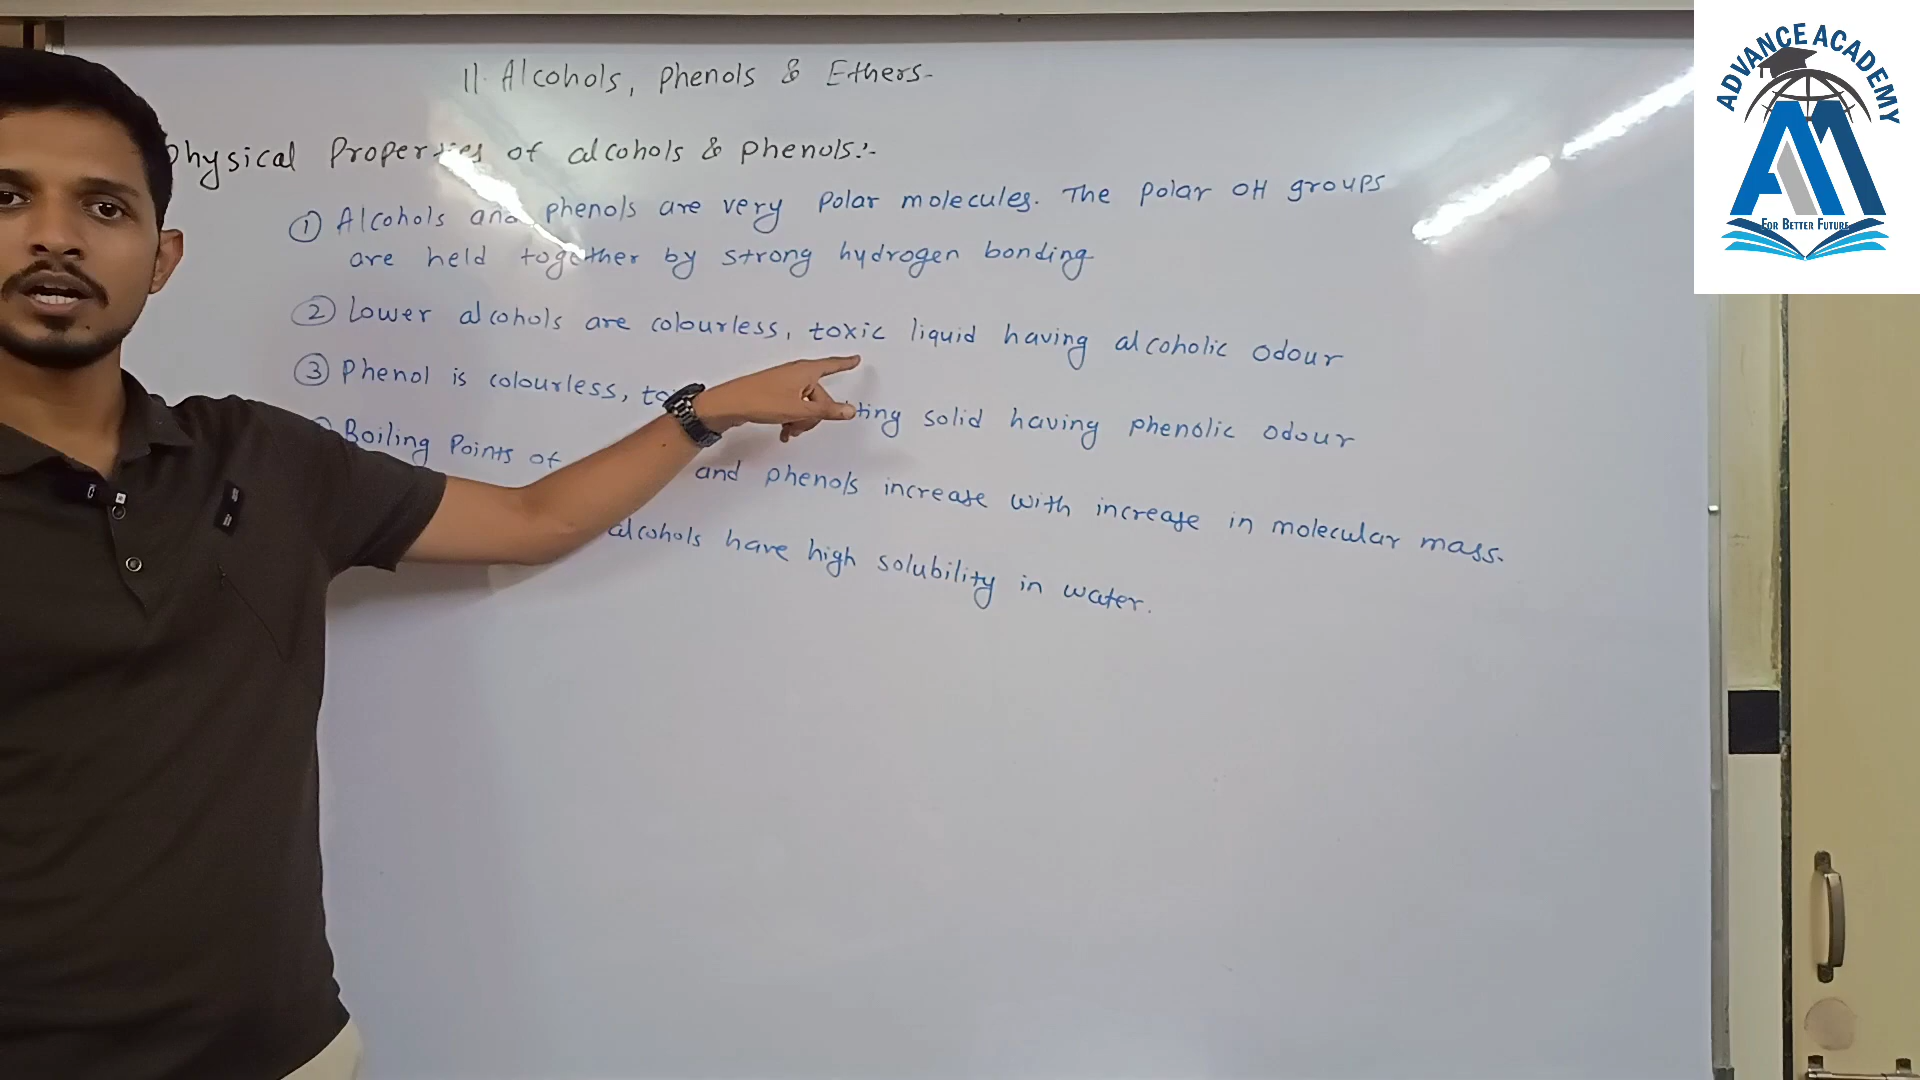 11. Alcohols, Phenols & Ethers-
Physical Properties of alcohols & Phenols:-
① Alcohols and phenols are very Polar molecules. The polar OH groups
are held together by strong hydrogen bonding
② Lower alcohols are colourless, toxic liquid having alcoholic odour
③ Phenol is colourless, solid having phenolic odour
Boiling Points of and phenols increase with increase in molecular mass.
alcohols have high solubility in water.
ADVANCE ACADEMY
FOR BETTER FUTURE